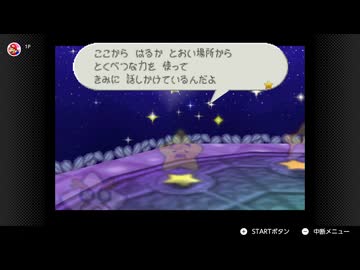 1P
ここから はるか とおい場所から
とくべつな力を 使って
きみに 話しかけているんだよ
STARTボタン
中断メニュー